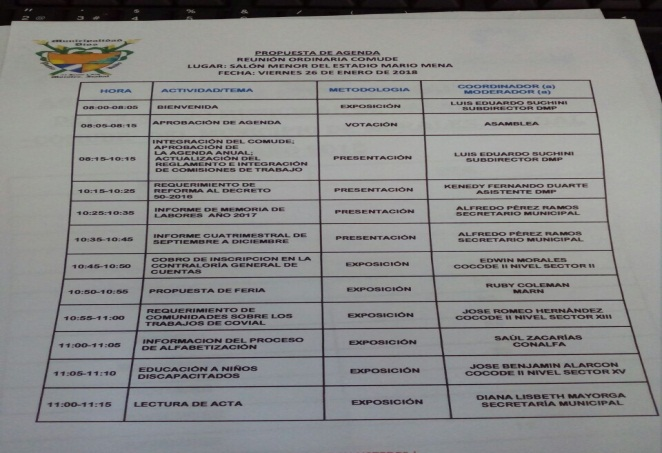 Municipalidad
PROPUESTA DE AGENDA
REUNIÓN ORDINARIA COMUDE
LUGAR: SALÓN MENOR DEL ESTADIO MARIO MENA
FECHA: VIERNES 26 DE ENERO DE 2018
HORA ACTIVIDAD/TEMA METODOLOGIA COORDINADOR (a)
MODERADOR (a)
08:00-08:05 BIENVENIDA EXPOSICIÓN LUIS EDUARDO SUCHINI
SUBDIRECTOR DMP
08:05-08:15 APROBACIÓN DE AGENDA VOTACIÓN ASAMBLEA
INTEGRACIÓN DEL COMUDE;
APROBACIÓN DE
LA AGENDA ANUAL;
ACTUALIZACIÓN DEL
REGLAMENTO E INTEGRACIÓN
DE COMISIONES DE TRABAJO
08:15-10:15 PRESENTACIÓN LUIS EDUARDO SUCHINI
SUBDIRECTOR DMP
10:15-10:25 REQUERIMIENTO DE
REFORMA AL DECRETO
50-2016
PRESENTACIÓN KENEDY FERNANDO DUARTE
ASISTENTE DMP
10:25:10:35 INFORME DE MEMORIA DE
LABORES AÑO 2017
PRESENTACIÓN ALFREDO PÉREZ RAMOS
SECRETARIO MUNICIPAL
10:35-10:45 INFORME CUATRIMESTRAL DE
SEPTIEMBRE A DICIEMBRE
PRESENTACIÓN ALFREDO PÉREZ RAMOS
SECRETARIO MUNICIPAL
10:45-10:50 COBRO DE INSCRIPCION EN LA
CONTRALORÍA GENERAL DE
CUENTAS
EXPOSICIÓN EDWIN MORALES
COCODE II NIVEL SECTOR II
10:50-10:55 PROPUESTA DE FERIA EXPOSICIÓN RUBY COLEMAN
MARN
10:55-11:00 REQUERIMIENTO DE
COMUNIDADES SOBRE LOS
TRABAJOS DE COVIAL
EXPOSICIÓN JOSE ROMEO HERNÁNDEZ
COCODE II NIVEL SECTOR XIII
11:00-11:05 INFORMACION DEL PROCESO
DE ALFABETIZACIÓN
EXPOSICIÓN SAÚL ZACARÍAS
CONALFA
11:05-11:10 EDUCACIÓN A NIÑOS
DISCAPACITADOS
EXPOSICIÓN JOSE BENJAMIN ALARCON
COCODE II NIVEL SECTOR XV
11:00-11:15 LECTURA DE ACTA EXPOSICIÓN DIANA LISBETH MAYORGA
SECRETARÍA MUNICIPAL